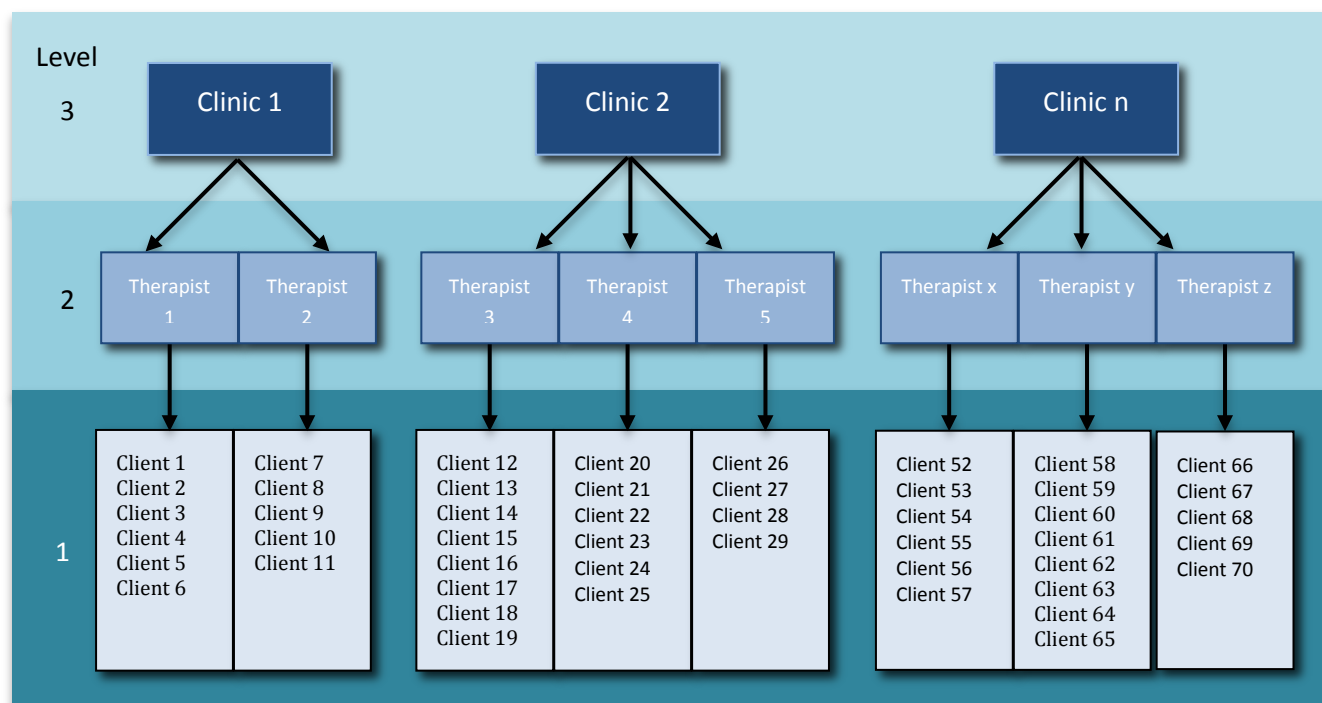 Level
3
Clinic 1
Clinic 2
Clinic n
2
Therapist
1
Therapist
2
Therapist
3
Therapist
4
Therapist
5
Therapist x
Therapist y
Therapist z
1
Client 1
Client 2
Client 3
Client 4
Client 5
Client 6
Client 7
Client 8
Client 9
Client 10
Client 11
Client 12
Client 13
Client 14
Client 15
Client 16
Client 17
Client 18
Client 19
Client 20
Client 21
Client 22
Client 23
Client 24
Client 25
Client 26
Client 27
Client 28
Client 29
Client 52
Client 53
Client 54
Client 55
Client 56
Client 57
Client 58
Client 59
Client 60
Client 61
Client 62
Client 63
Client 64
Client 65
Client 66
Client 67
Client 68
Client 69
Client 70